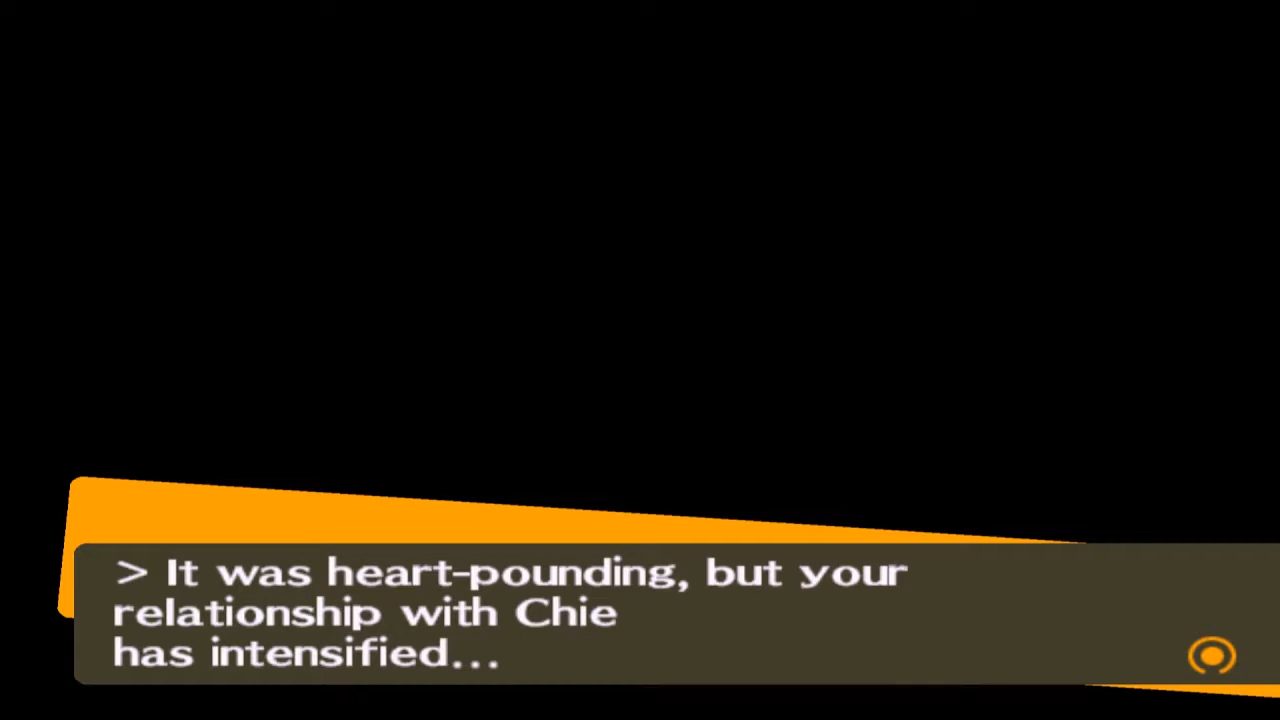 > It was heart-pounding, but your
relationship with Chie
has intensified...